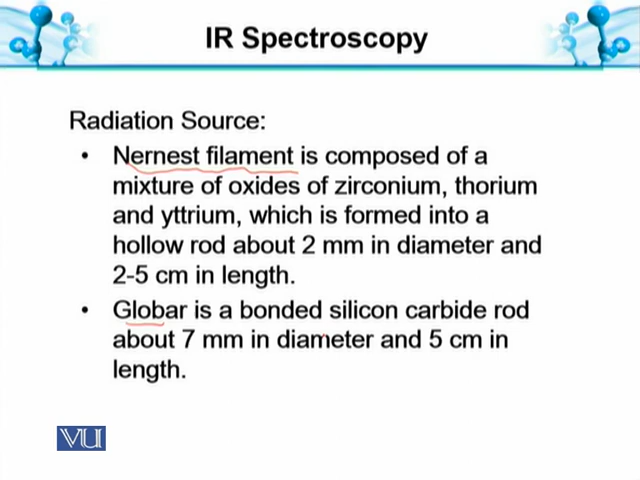 IR Spectroscopy
Radiation Source:
• Nernest filament is composed of a
mixture of oxides of zirconium, thorium
and yttrium, which is formed into a
hollow rod about 2 mm in diameter and
2-5 cm in length.
• Globar is a bonded silicon carbide rod
about 7 mm in diameter and 5 cm in
length.
VU